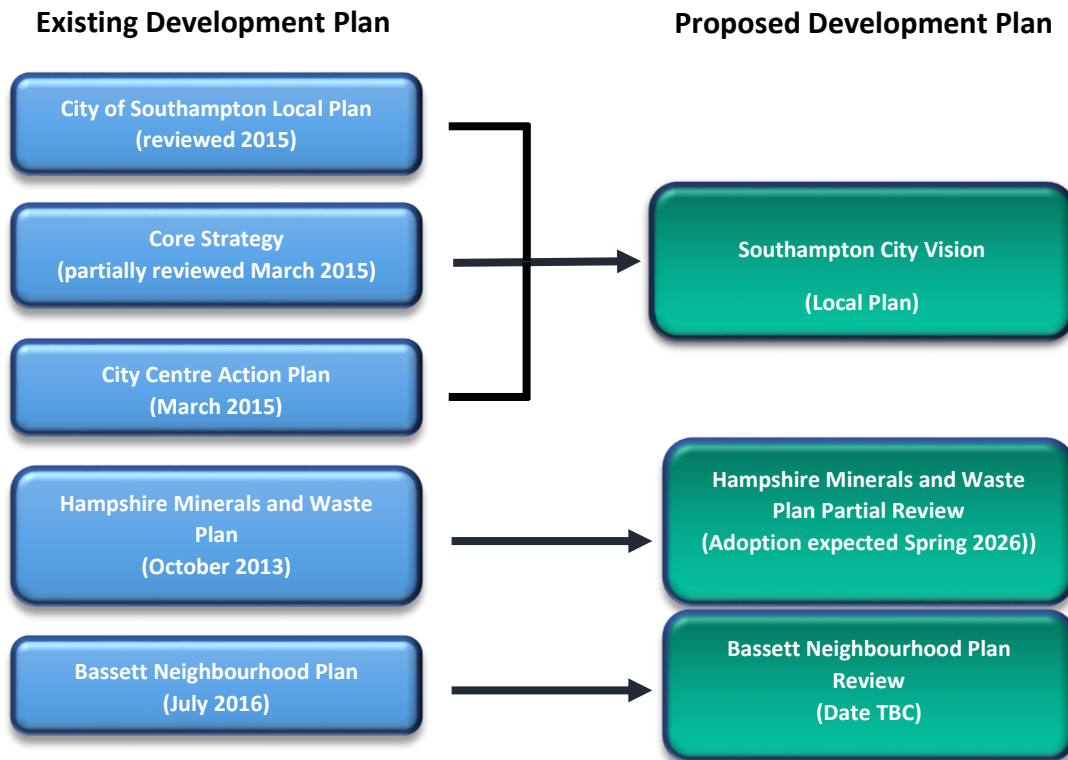 Existing Development Plan
Proposed Development Plan
City of Southampton Local Plan
(reviewed 2015)
Core Strategy
(partially reviewed March 2015)
City Centre Action Plan
(March 2015)
Southampton City Vision
(Local Plan)
Hampshire Minerals and Waste
Plan
(October 2013)
Hampshire Minerals and Waste
Plan Partial Review
(Adoption expected Spring 2026))
Bassett Neighbourhood Plan
(July 2016)
Bassett Neighbourhood Plan
Review
(Date TBC)